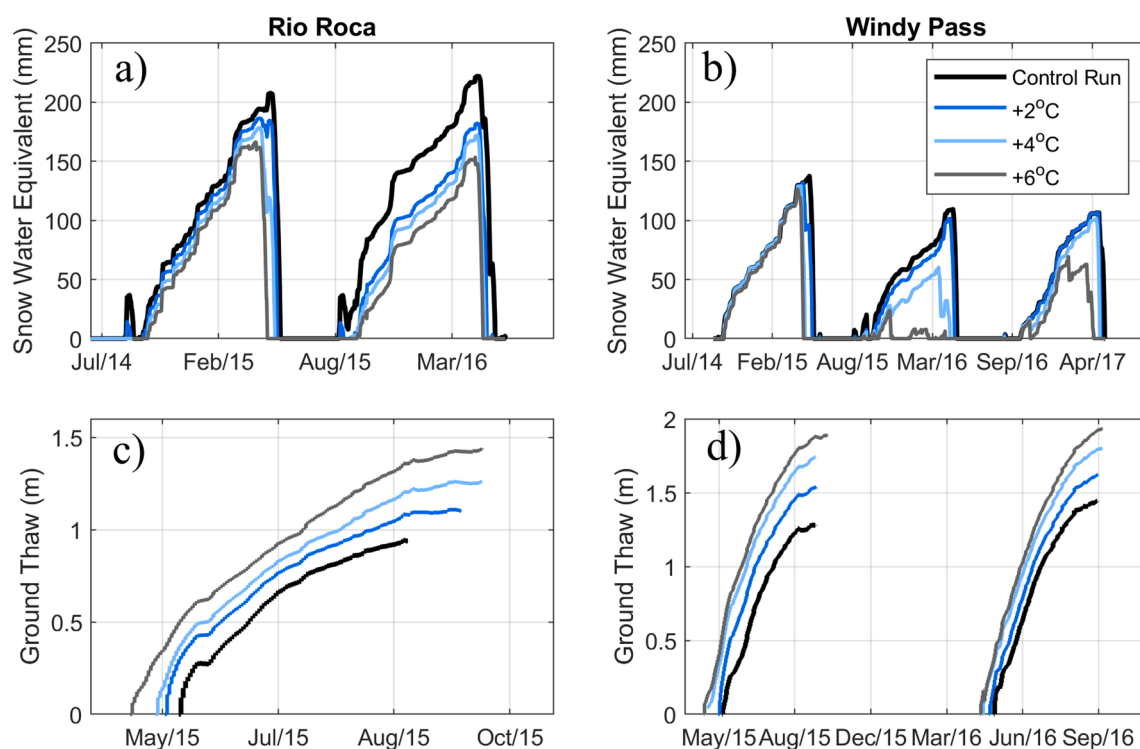 Rio Roca
Windy Pass
a)
b)
Snow Water Equivalent (mm)
250
200
150
100
50
0
Jul/14
Feb/15
Aug/15
Mar/16
Snow Water Equivalent (mm)
250
200
150
100
50
0
Jul/14
Feb/15
Aug/15
Mar/16
Sep/16
Apr/17
Control Run
+2°C
+4°C
+6°C
c)
Ground Thaw (m)
1.5
1
0.5
0
May/15
Jul/15
Aug/15
Oct/15
d)
Ground Thaw (m)
2
1.5
1
0.5
0
May/15
Aug/15
Dec/15
Mar/16
Jun/16
Sep/16